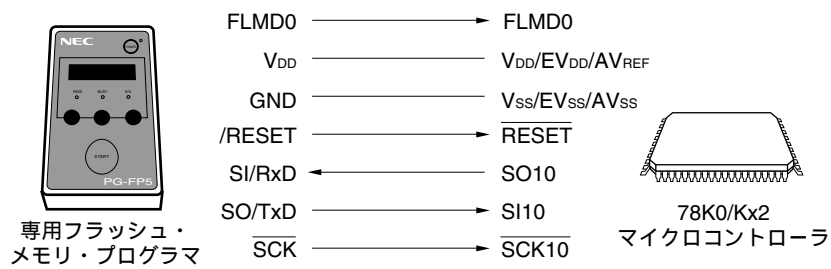 NEC
PASS BUSY N.G
START
PG-FP5
専用フラッシュ・
メモリ・プログラマ
FLMD0 FLMD0
VDD VDD/EVDD/AVREF
GND VSS/EVSS/AVSS
/RESET RESET
SI/RxD SO10
SO/TxD SI10
SCK SCK10
78K0/Kx2
マイクロコントローラ